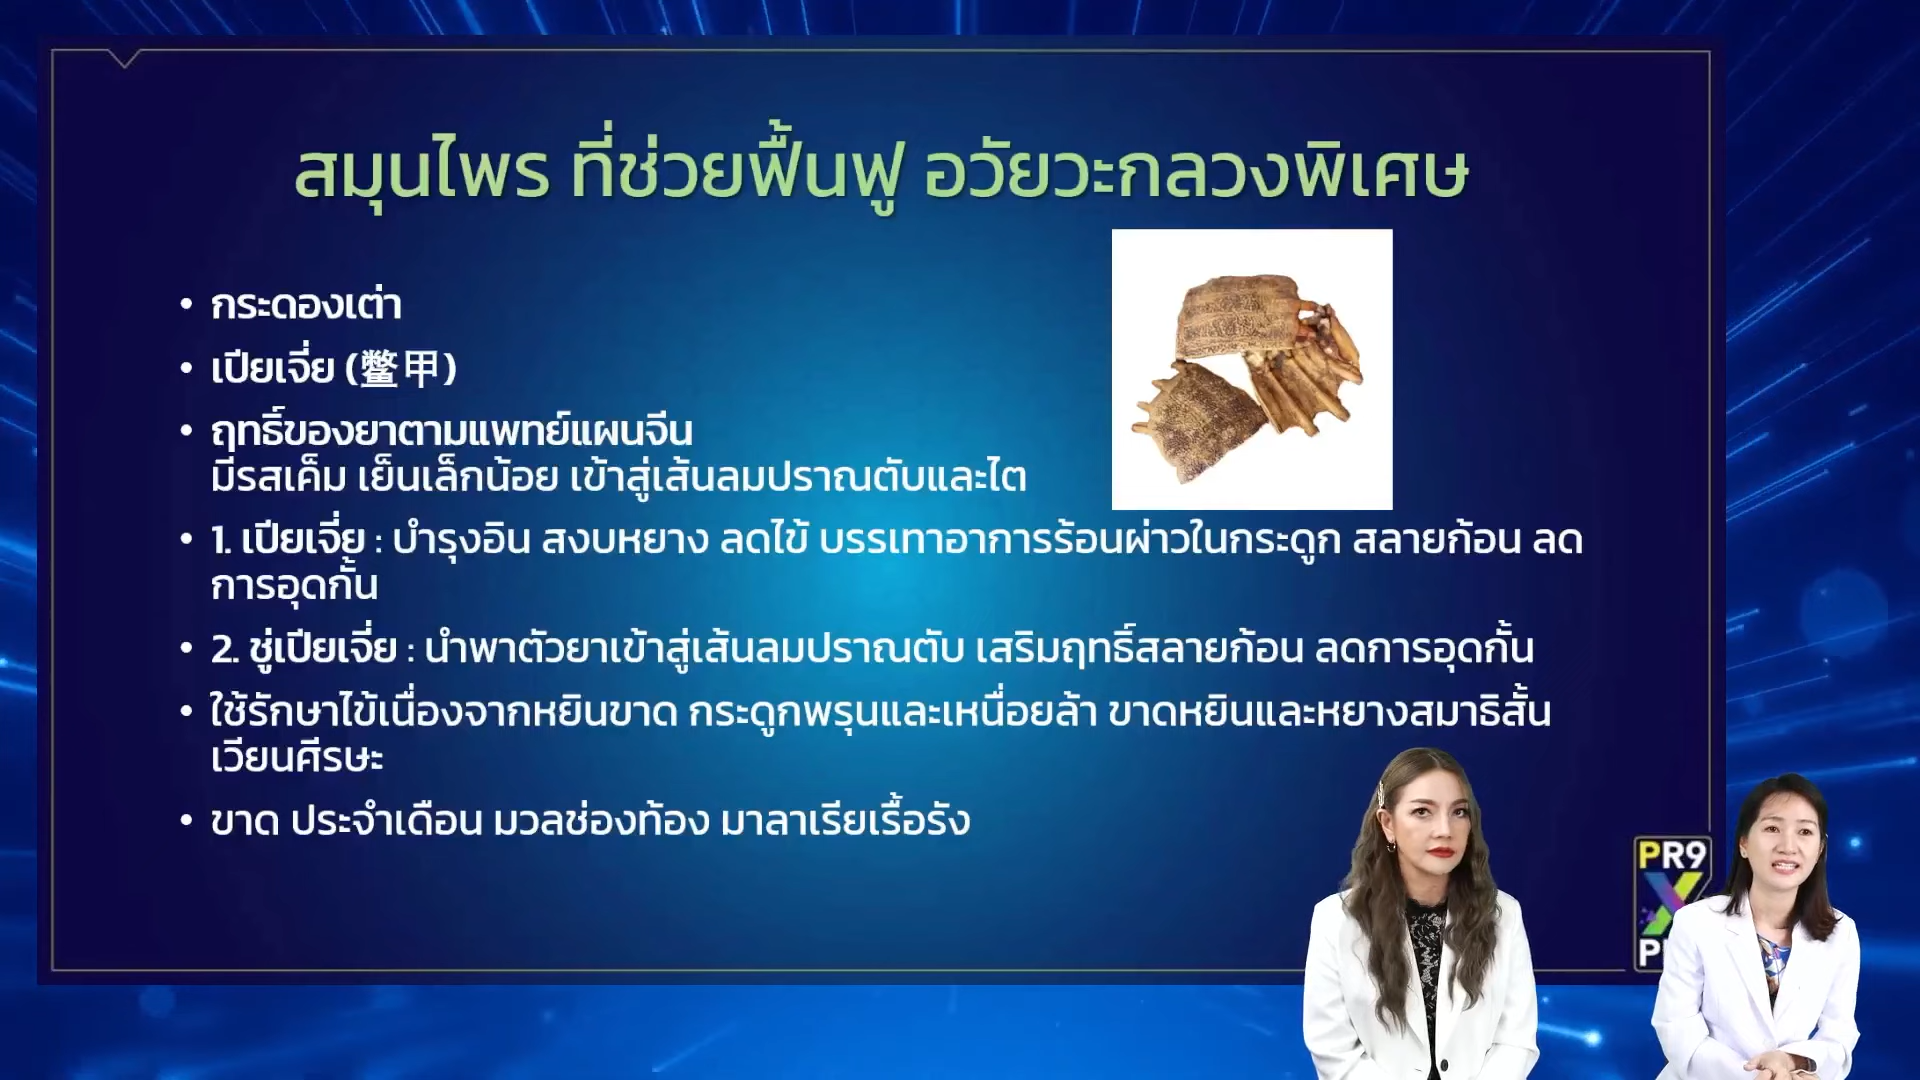 สมุนไพร ที่ช่วยฟื้นฟู อวัยวะกลวงพิเศษ
• กระดองเต่า
• เปียเจี่ย (鳖甲)
• ฤทธิ์ของยาตามแพทย์แผนจีน
มีรสเค็ม เย็นเล็กน้อย เข้าสู่เส้นลมปราณตับและไต
• 1. เปียเจี่ย : บำรุงอิน สงบหยาง ลดไข้ บรรเทาอาการร้อนผ่าวในกระดูก สลายก้อน ลด
การอุดกั้น
• 2. ชู่เปียเจี่ย : นำพาตัวยาเข้าสู่เส้นลมปราณตับ เสริมฤทธิ์สลายก้อน ลดการอุดกั้น
• ใช้รักษาไข้เนื่องจากหยินขาด กระดูกพรุนและเหนื่อยล้า ขาดหยินและหยางสมาธิสั้น
เวียนศีรษะ
• ขาด ประจำเดือน มวลช่องท้อง มาลาเรียเรื้อรัง
PR9
X